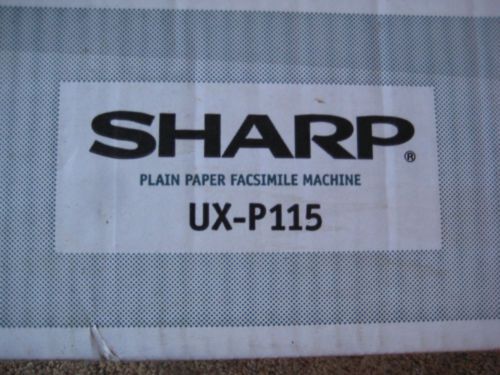 SHARP®
PLAIN PAPER FACSIMILE MACHINE
UX-P115